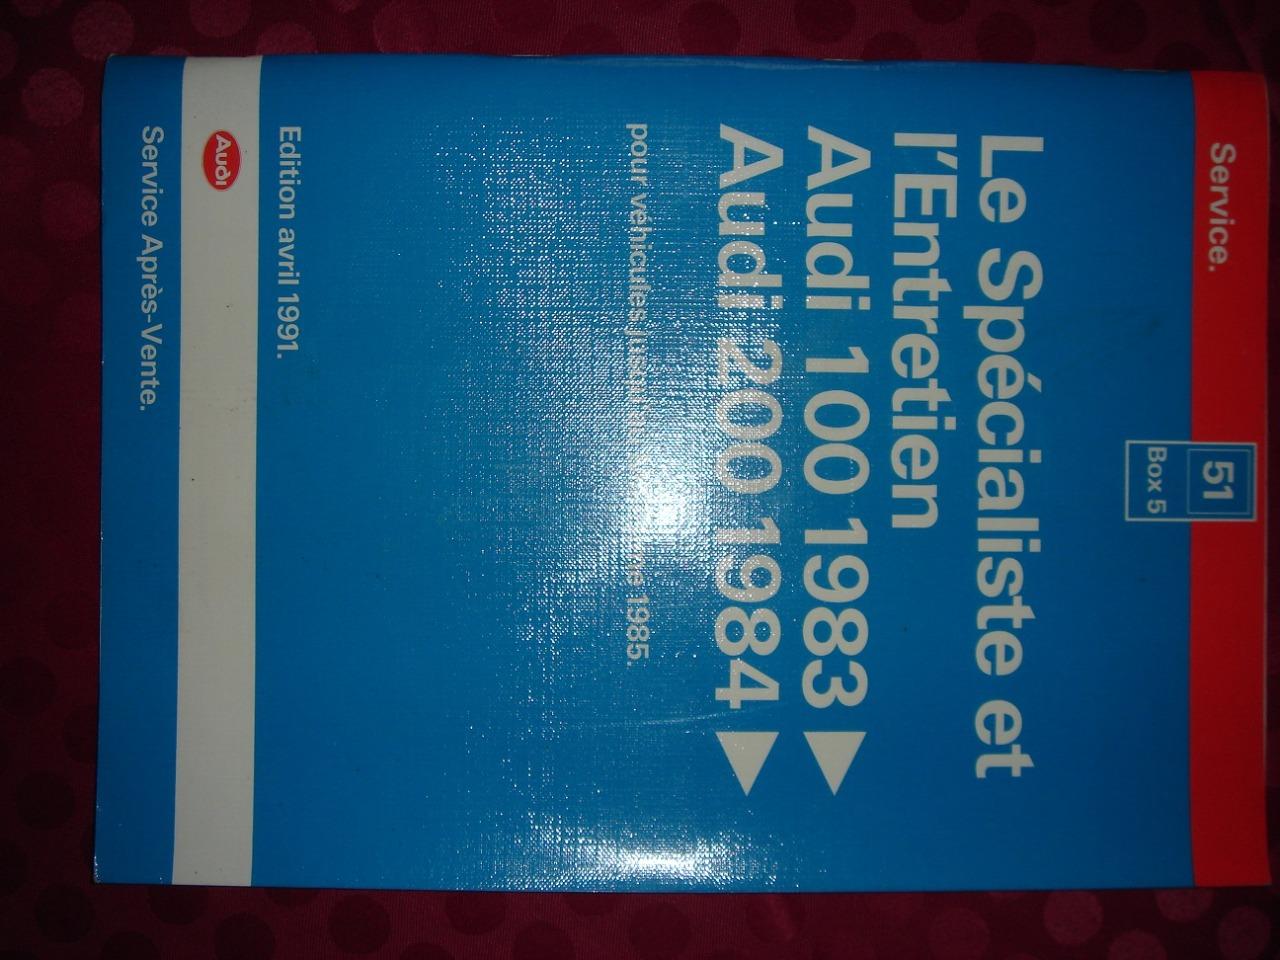 Service.
51
Box 5
Le Spécialiste et
l'Entretien
Audi 100 1983 ▶
Audi 200 1984 ▶
pour véhicules jusqu' 1985.
Edition avril 1991.
Audi
Service Après-Vente.